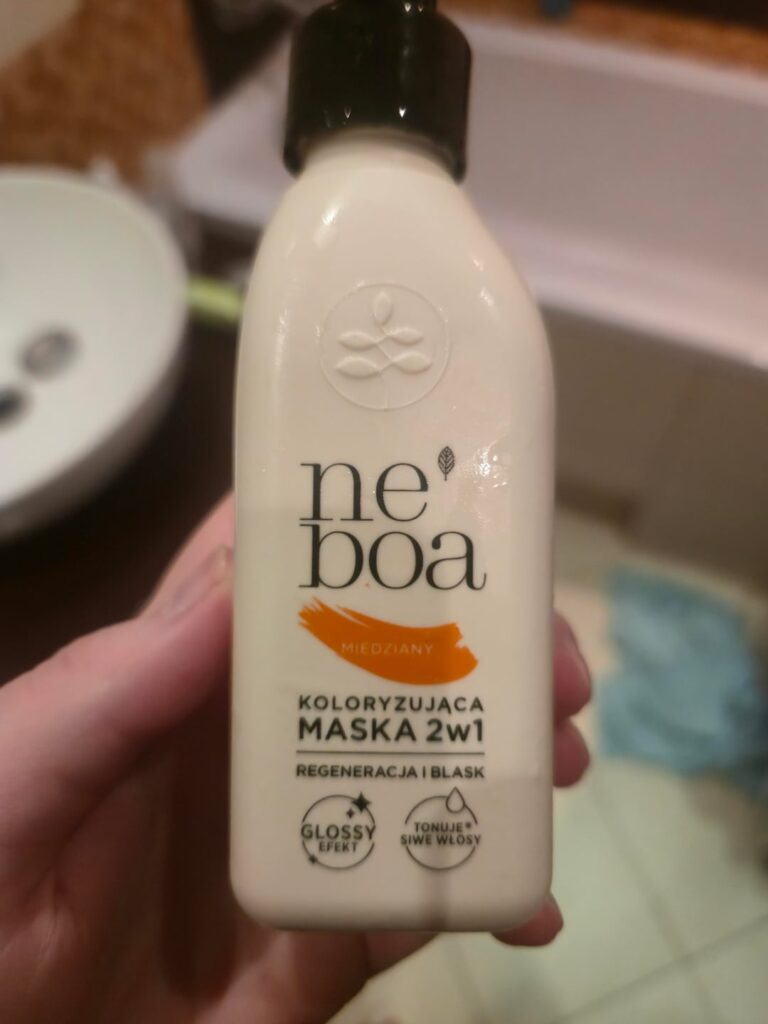 ne'
boa
MIEDZIANY
KOLORYZUJĄCA
MASKA 2w1
REGENERACJA I BLASK
GLOSSY
EFEKT
TONUJE*
SIWE WŁOSY